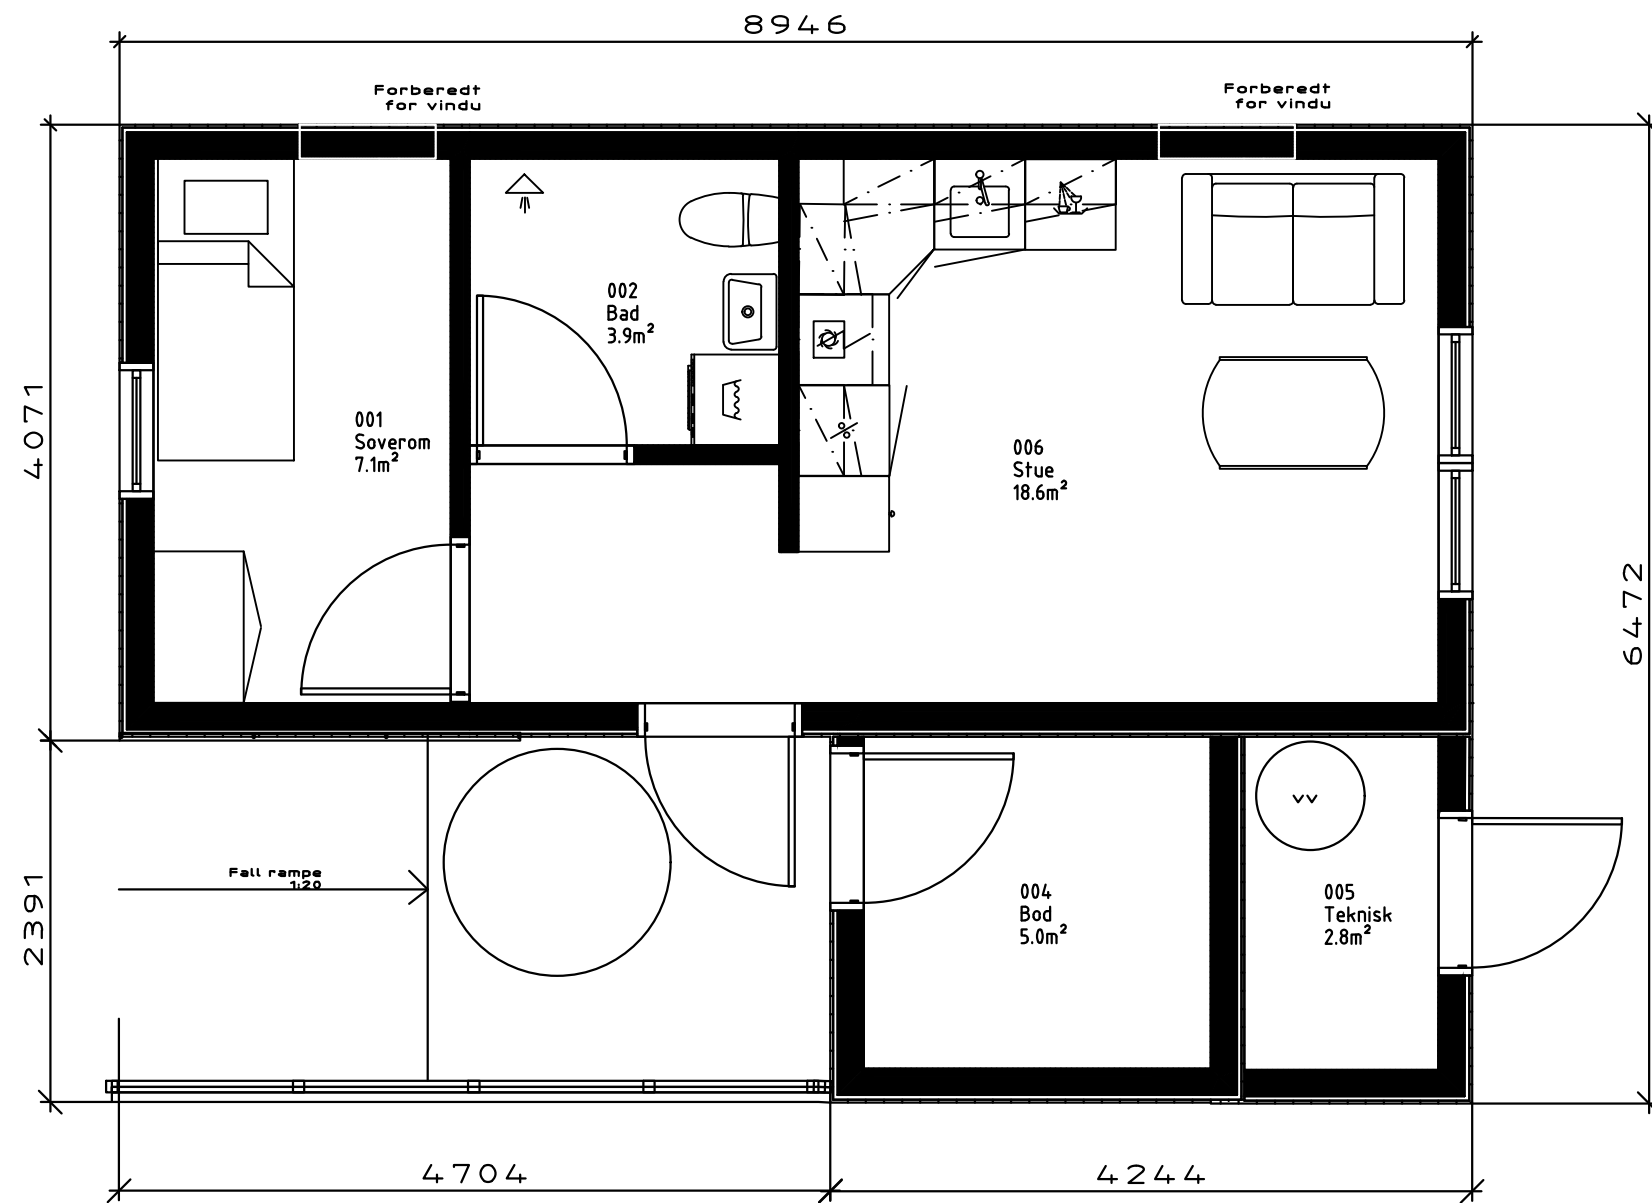 8946
Forberedt
for vindu
Forberedt
for vindu
4071
6472
002
Bad
3.9m²
001
Soverom
7.1m²
006
Stue
18.6m²
vv
Fall rampe
1:20
004
Bod
5.0m²
005
Teknisk
2.8m²
2391
4704
4244